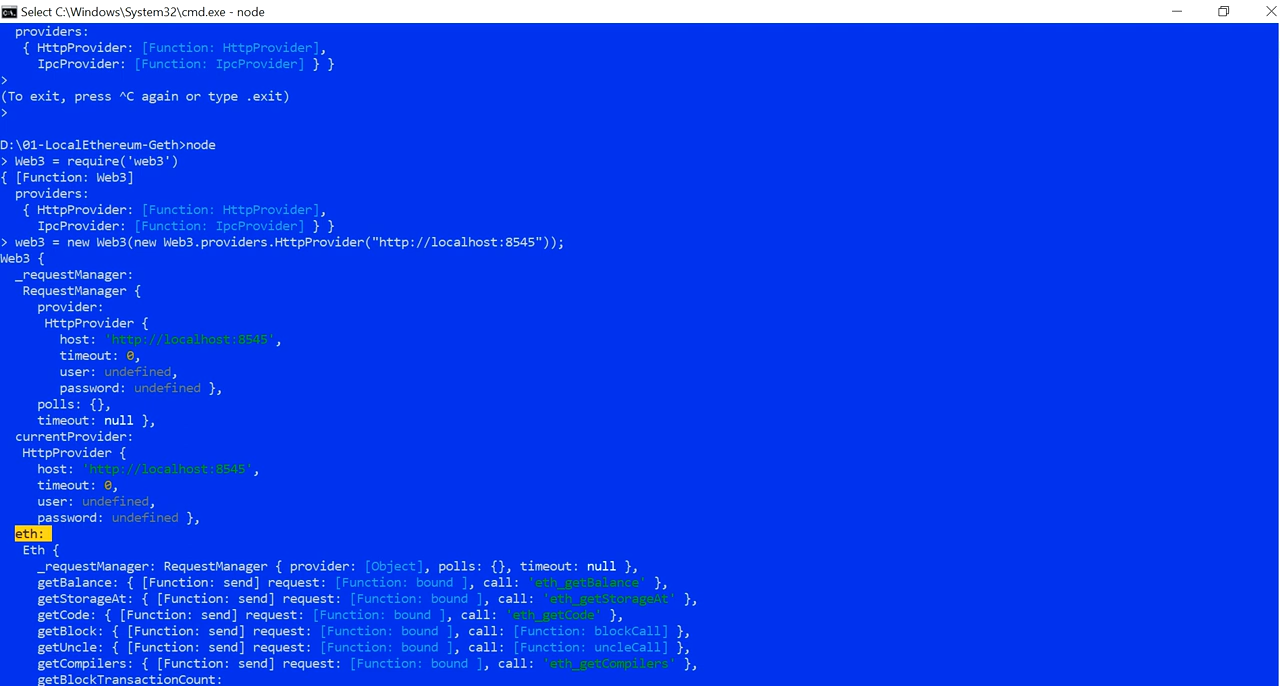 Select C:\Windows\System32\cmd.exe - node
  providers:
   { HttpProvider: [Function: HttpProvider],
     IpcProvider: [Function: IpcProvider] } }
>
(To exit, press ^C again or type .exit)
>

D:\01-LocalEthereum-Geth>node
> Web3 = require('web3')
{ [Function: Web3]
  providers:
   { HttpProvider: [Function: HttpProvider],
     IpcProvider: [Function: IpcProvider] } }
> web3 = new Web3(new Web3.providers.HttpProvider("http://localhost:8545"));
Web3 {
  _requestManager:
   RequestManager {
     provider:
      HttpProvider {
        host: 'http://localhost:8545',
        timeout: 0,
        user: undefined,
        password: undefined },
     polls: {},
     timeout: null },
  currentProvider:
   HttpProvider {
     host: 'http://localhost:8545',
     timeout: 0,
     user: undefined,
     password: undefined },
  eth:
   Eth {
     _requestManager: RequestManager { provider: [Object], polls: {}, timeout: null },
     getBalance: { [Function: send] request: [Function: bound ], call: 'eth_getBalance' },
     getStorageAt: { [Function: send] request: [Function: bound ], call: 'eth_getStorageAt' },
     getCode: { [Function: send] request: [Function: bound ], call: 'eth_getCode' },
     getBlock: { [Function: send] request: [Function: bound ], call: [Function: blockCall] },
     getUncle: { [Function: send] request: [Function: bound ], call: [Function: uncleCall] },
     getCompilers: { [Function: send] request: [Function: bound ], call: 'eth_getCompilers' },
     getBlockTransactionCount: